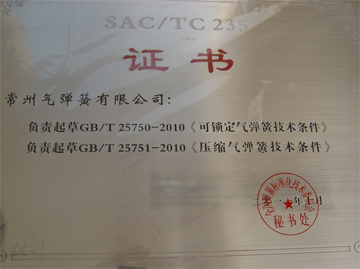 SAC/TC 235
证书
常州气弹簧有限公司:
负责起草GB/T 25750-2010《可锁定气弹簧技术条件》
负责起草GB/T 25751-2010《压缩气弹簧技术条件》
秘书处